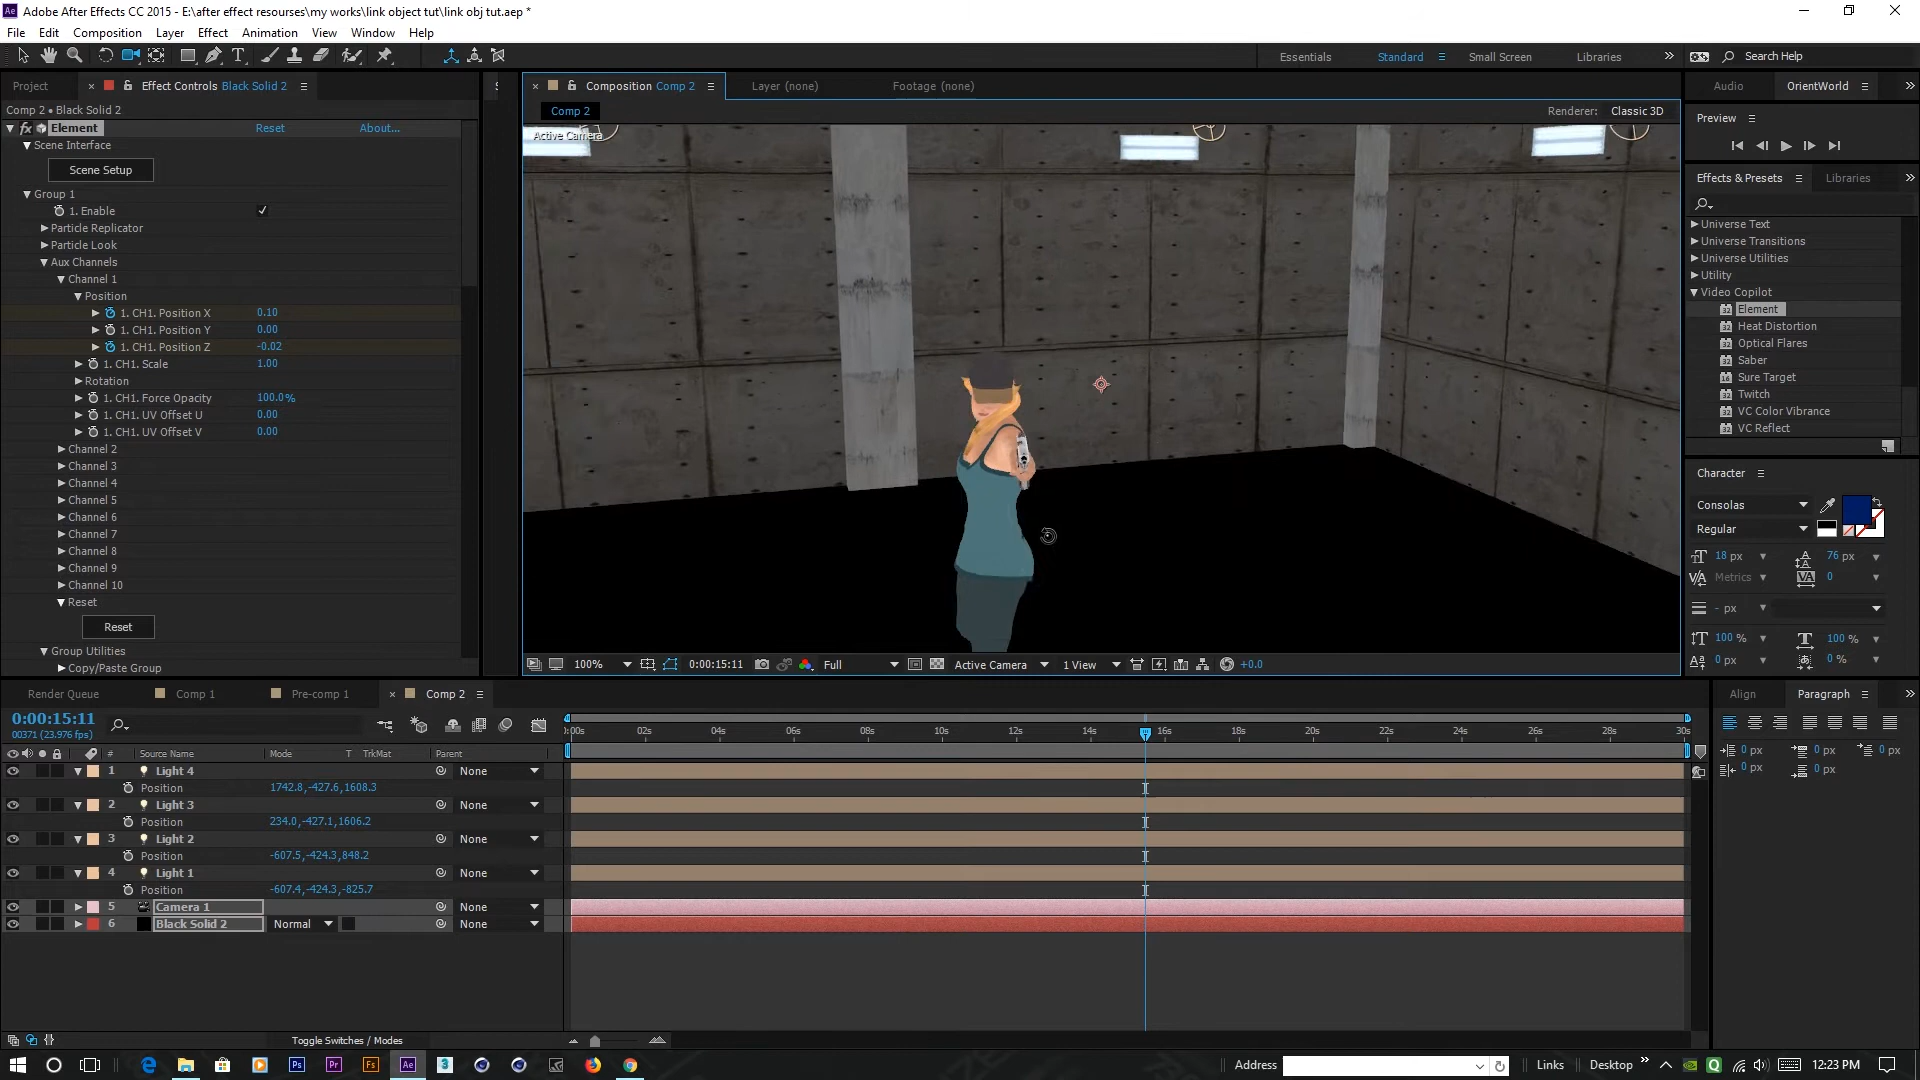 Ae Adobe After Effects CC 2015 - E:\after effect resourses\my works\link object tut\link obj tut.aep *
File Edit Composition Layer Effect Animation View Window Help
Essentials Standard Small Screen Libraries Search Help
Project Effect Controls Black Solid 2 Composition Comp 2 Layer (none) Footage (none) Audio OrientWorld
Comp 2 • Black Solid 2 Comp 2 Renderer: Classic 3D
Active Camera
fx Element Reset About...
Scene Interface
Scene Setup
Group 1
1. Enable
Particle Replicator
Particle Look
Aux Channels
Channel 1
Position
1. CH1. Position X 0.10
1. CH1. Position Y 0.00
1. CH1. Position Z -0.02
1. CH1. Scale 1.00
Rotation
1. CH1. Force Opacity 100.0%
1. CH1. UV Offset U 0.00
1. CH1. UV Offset V 0.00
Channel 2
Channel 3
Channel 4
Channel 5
Channel 6
Channel 7
Channel 8
Channel 9
Channel 10
Reset
Reset
Group Utilities
Copy/Paste Group
100% 0:00:15:11 Full Active Camera 1 View +0.0
Preview
Effects & Presets Libraries
Universe Text
Universe Transitions
Universe Utilities
Utility
Video Copilot
Element
Heat Distortion
Optical Flares
Saber
Sure Target
Twitch
VC Color Vibrance
VC Reflect
Character
Consolas
Regular
18 px 76 px
Metrics 0
- px
100 % 100 %
0 px 0 %
Render Queue Comp 1 Pre-comp 1 Comp 2 Align Paragraph
0:00:15:11
00371 (23.976 fps)
:00s 02s 04s 06s 08s 10s 12s 14s 16s 18s 20s 22s 24s 26s 28s 30s
# Source Name Mode T TrkMat Parent
1 Light 4 None
Position 1742.8,-427.6,1608.3
2 Light 3 None
Position 234.0,-427.1,1606.2
3 Light 2 None
Position -607.5,-424.3,848.2
4 Light 1 None
Position -607.4,-424.3,-825.7
5 Camera 1 None
6 Black Solid 2 Normal None
0 px 0 px 0 px
0 px 0 px
Toggle Switches / Modes
Ps Pr Fs Ae 3 Address Links Desktop 12:23 PM